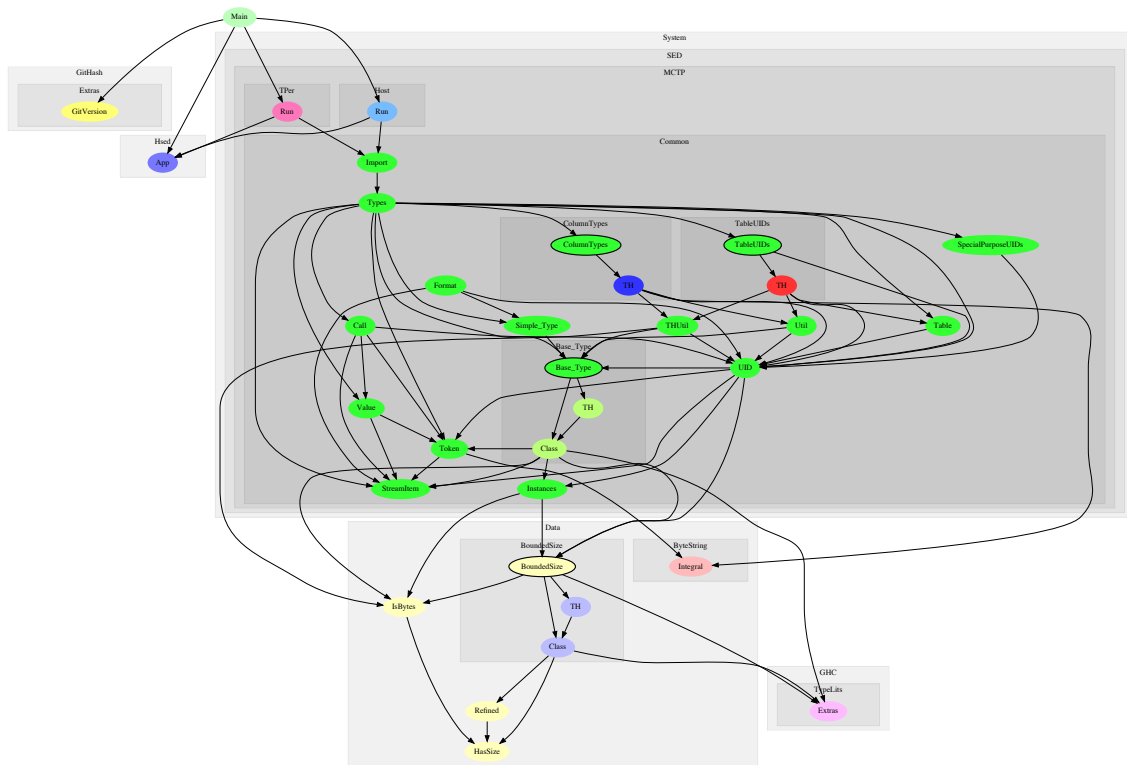 Main
System
SED
GitHash
MCTP
Extras
TPer
Host
GitVersion
Run
Run
Hsed
Common
App
Import
Types
ColumnTypes
TableUIDs
ColumnTypes
TableUIDs
SpecialPurposeUIDs
Format
TH
TH
Call
Simple_Type
THUtil
Util
Table
Base_Type
Base_Type
UID
Value
TH
Token
Class
StreamItem
Instances
Data
BoundedSize
ByteString
BoundedSize
Integral
IsBytes
TH
Class
GHC
TypeLits
Refined
Extras
HasSize